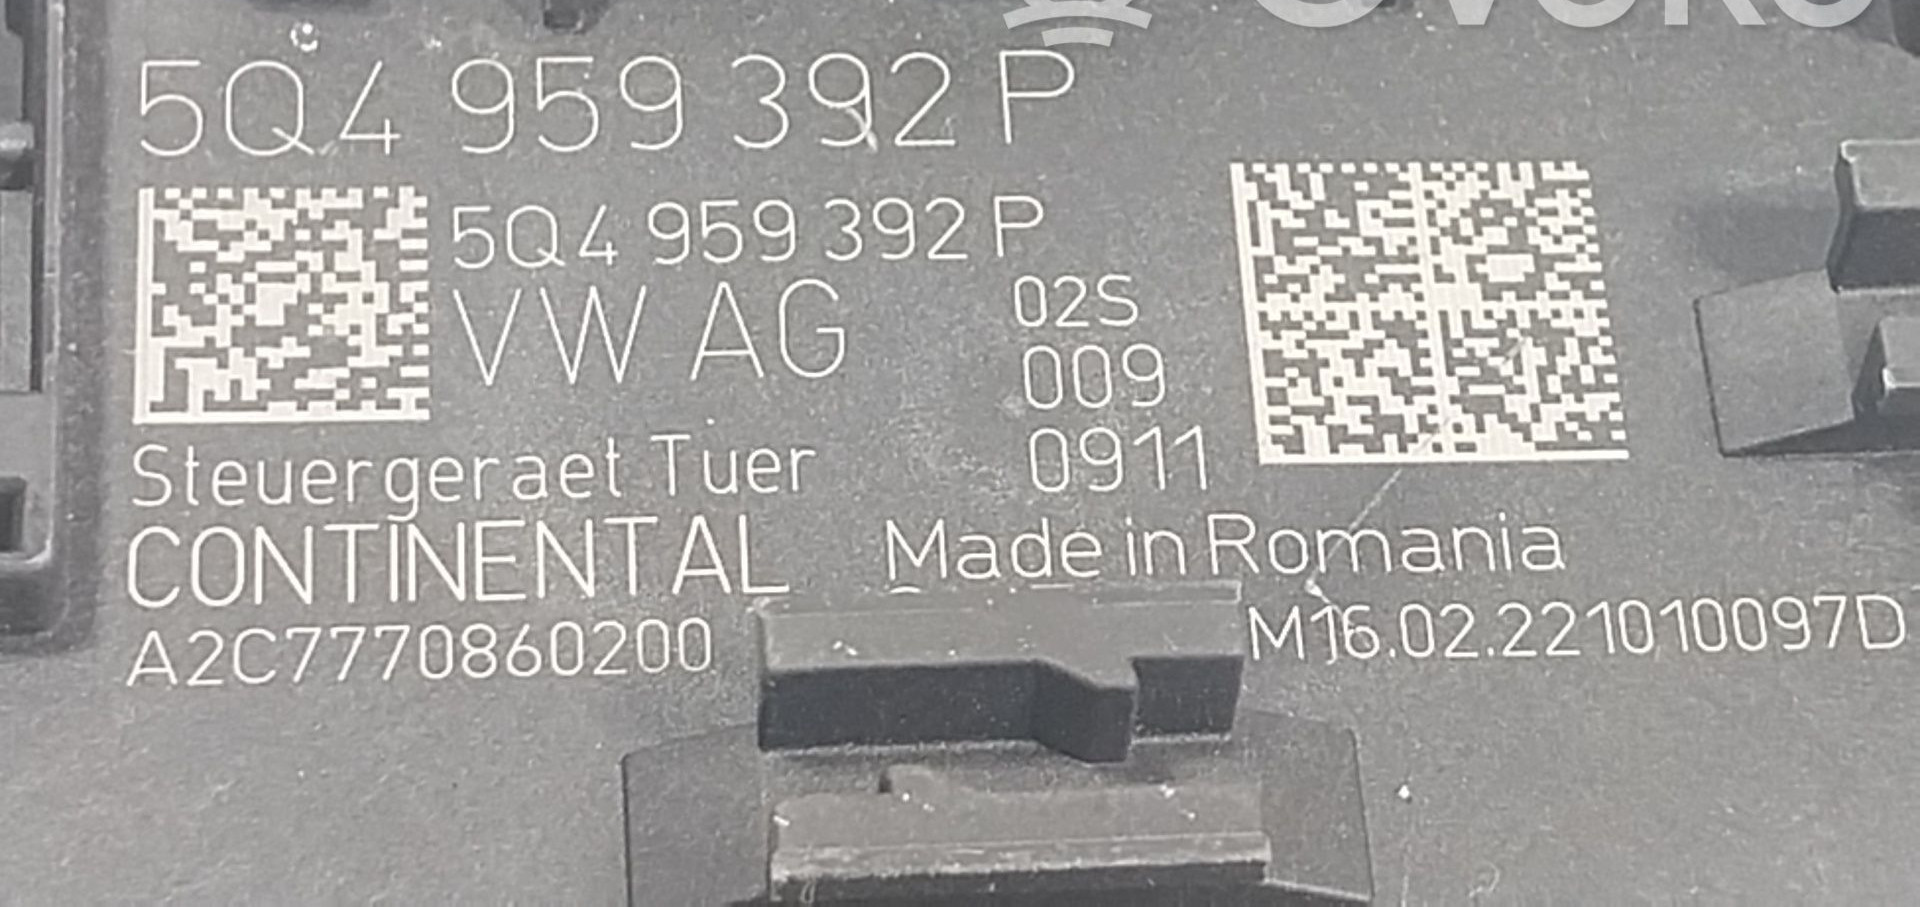 5Q4 959 392 P
5Q4 959 392 P
VW AG
02S
009
0911
Steuergeraet Tuer
CONTINENTAL Made in Romania
A2C7770860200 M16.02.221010097D